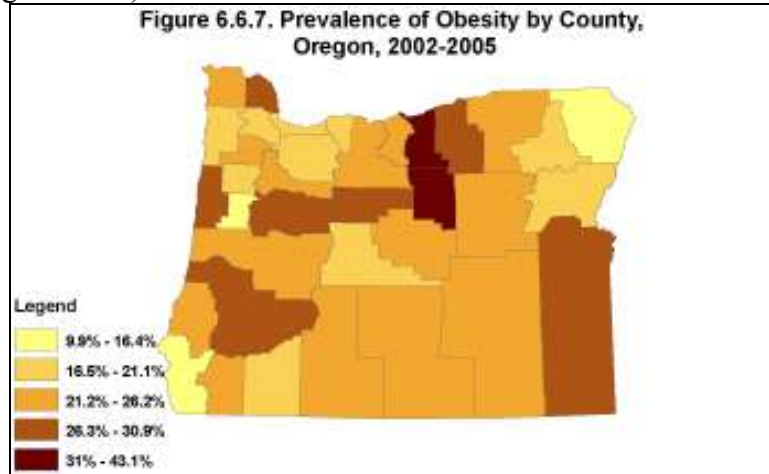 Figure 6.6.7. Prevalence of Obesity by County,
Oregon, 2002-2005
Legend
9.9% - 16.4%
16.5% - 21.1%
21.2% - 26.2%
26.3% - 30.9%
31% - 43.1%